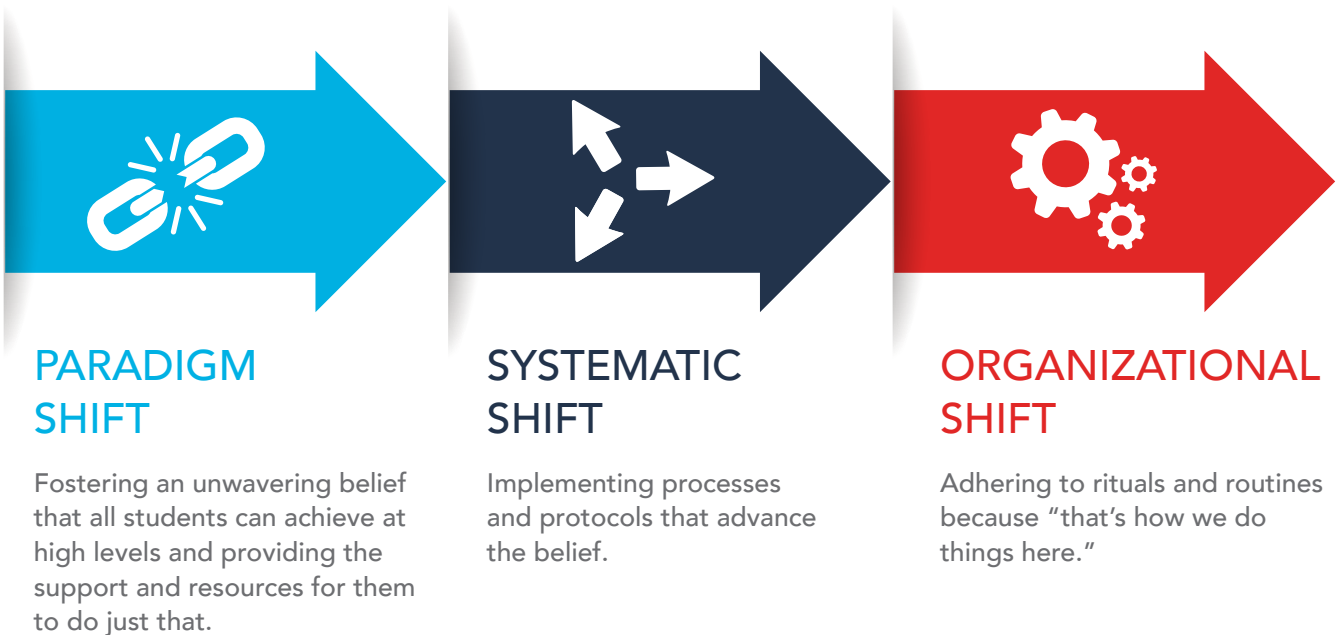 PARADIGM
SHIFT
Fostering an unwavering belief
that all students can achieve at
high levels and providing the
support and resources for them
to do just that.
SYSTEMATIC
SHIFT
Implementing processes
and protocols that advance
the belief.
ORGANIZATIONAL
SHIFT
Adhering to rituals and routines
because “that’s how we do
things here.”